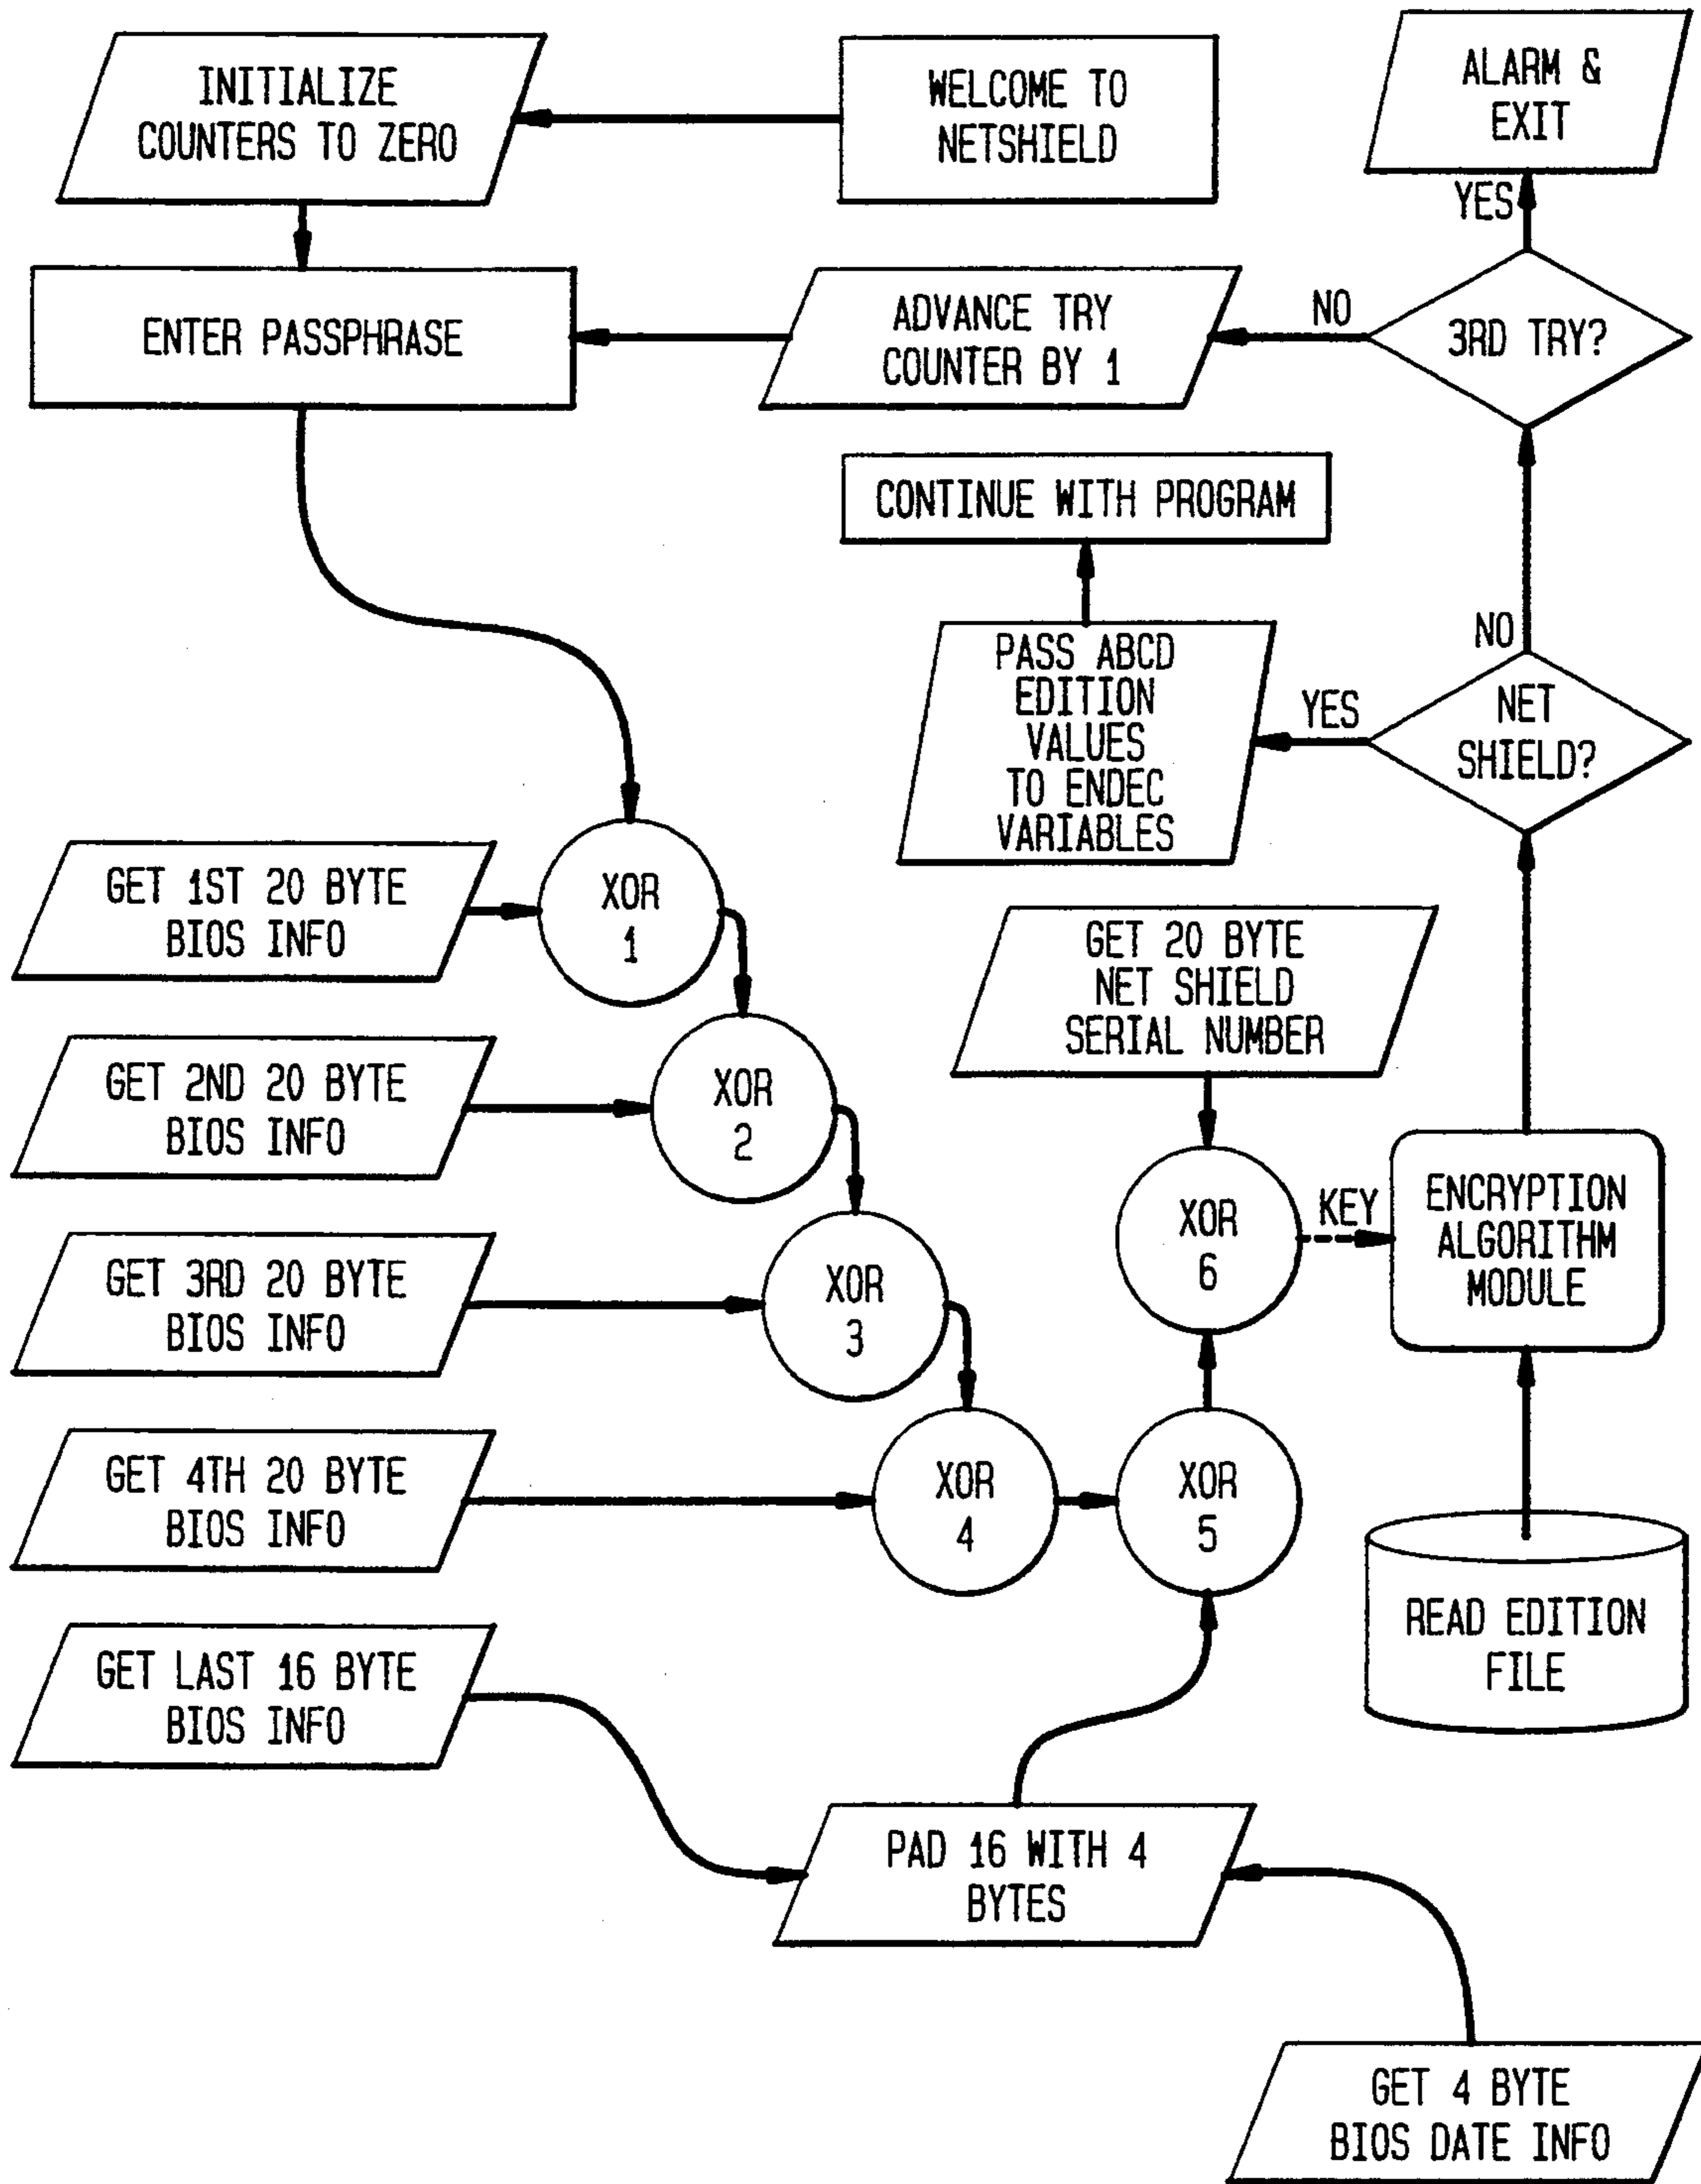 INITIALIZE
COUNTERS TO ZERO
WELCOME TO
NETSHIELD
ALARM &
EXIT
YES
ENTER PASSPHRASE
ADVANCE TRY
COUNTER BY 1
NO
3RD TRY?
CONTINUE WITH PROGRAM
NO
PASS ABCD
EDITION
VALUES
TO ENDEC
VARIABLES
YES
NET
SHIELD?
GET 1ST 20 BYTE
BIOS INFO
XOR
1
GET 20 BYTE
NET SHIELD
SERIAL NUMBER
GET 2ND 20 BYTE
BIOS INFO
XOR
2
XOR
6
KEY
ENCRYPTION
ALGORITHM
MODULE
GET 3RD 20 BYTE
BIOS INFO
XOR
3
GET 4TH 20 BYTE
BIOS INFO
XOR
4
XOR
5
READ EDITION
FILE
GET LAST 16 BYTE
BIOS INFO
PAD 16 WITH 4
BYTES
GET 4 BYTE
BIOS DATE INFO